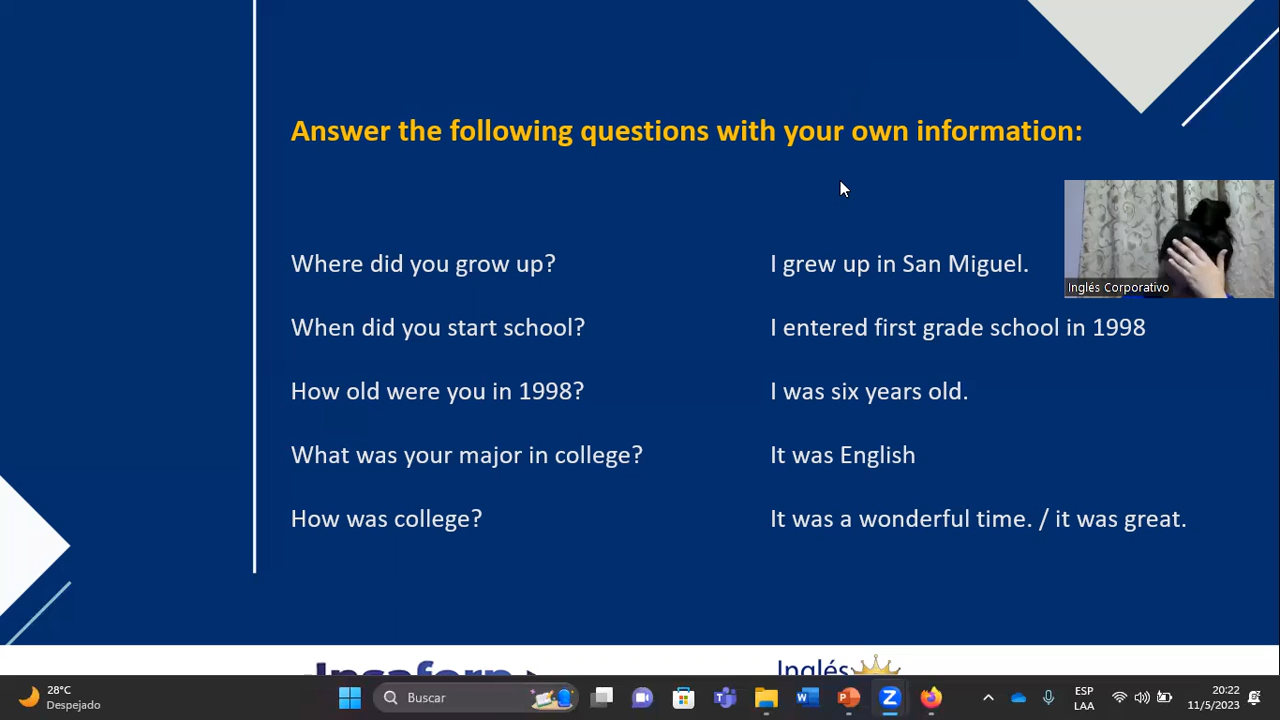 Answer the following questions with your own information:
Where did you grow up? I grew up in San Miguel.
Inglés Corporativo
When did you start school? I entered first grade school in 1998
How old were you in 1998? I was six years old.
What was your major in college? It was English
How was college? It was a wonderful time. / it was great.
Insaforp
Inglés
28°C
Despejado
Buscar
ESP
LAA
20:22
11/5/2023